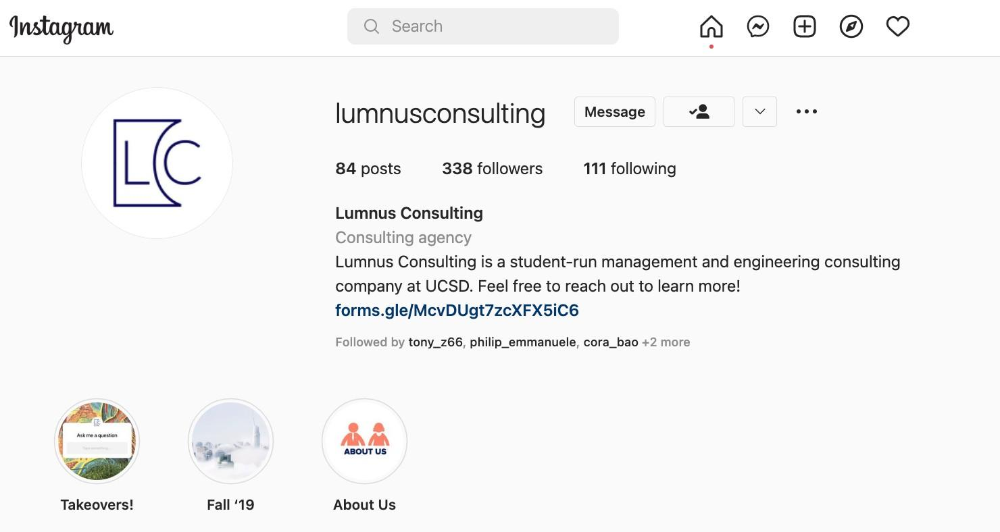 Instagram
Search
LC
lumnusconsulting
Message
84 posts
338 followers
111 following
Lumnus Consulting
Consulting agency
Lumnus Consulting is a student-run management and engineering consulting
company at UCSD. Feel free to reach out to learn more!
forms.gle/McvDUgt7zcXFX5iC6
Followed by tony_z66, philip_emmanuele, cora_bao +2 more
Ask me a question
Type something...
ABOUT US
Takeovers!
Fall ‘19
About Us